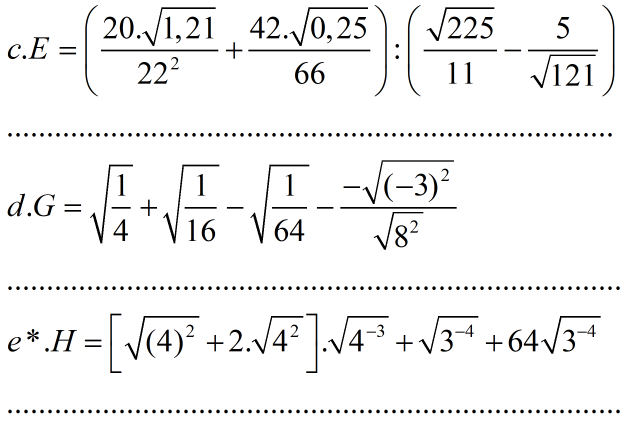 c.E = (20.√1,21/22² + 42.√0,25/66) : (√225/11 − 5/√121)
......................................................................
d.G = √(1/4) + √(1/16) − √(1/64) − (−√((−3)²))/√(8²)
......................................................................
e*.H = [√((4)²) + 2.√(4²)].√(4⁻³) + √(3⁻⁴) + 64√(3⁻⁴)
......................................................................